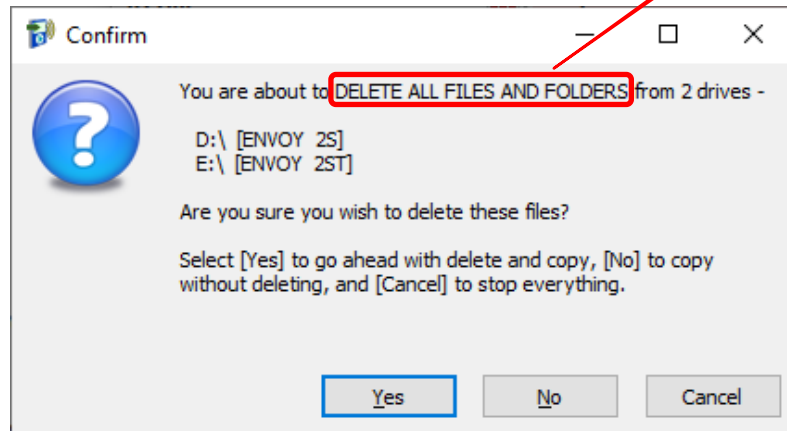 Confirm
You are about to DELETE ALL FILES AND FOLDERS from 2 drives -
D:\ [ENVOY 2S]
E:\ [ENVOY 2ST]
Are you sure you wish to delete these files?
Select [Yes] to go ahead with delete and copy, [No] to copy
without deleting, and [Cancel] to stop everything.
Yes No Cancel